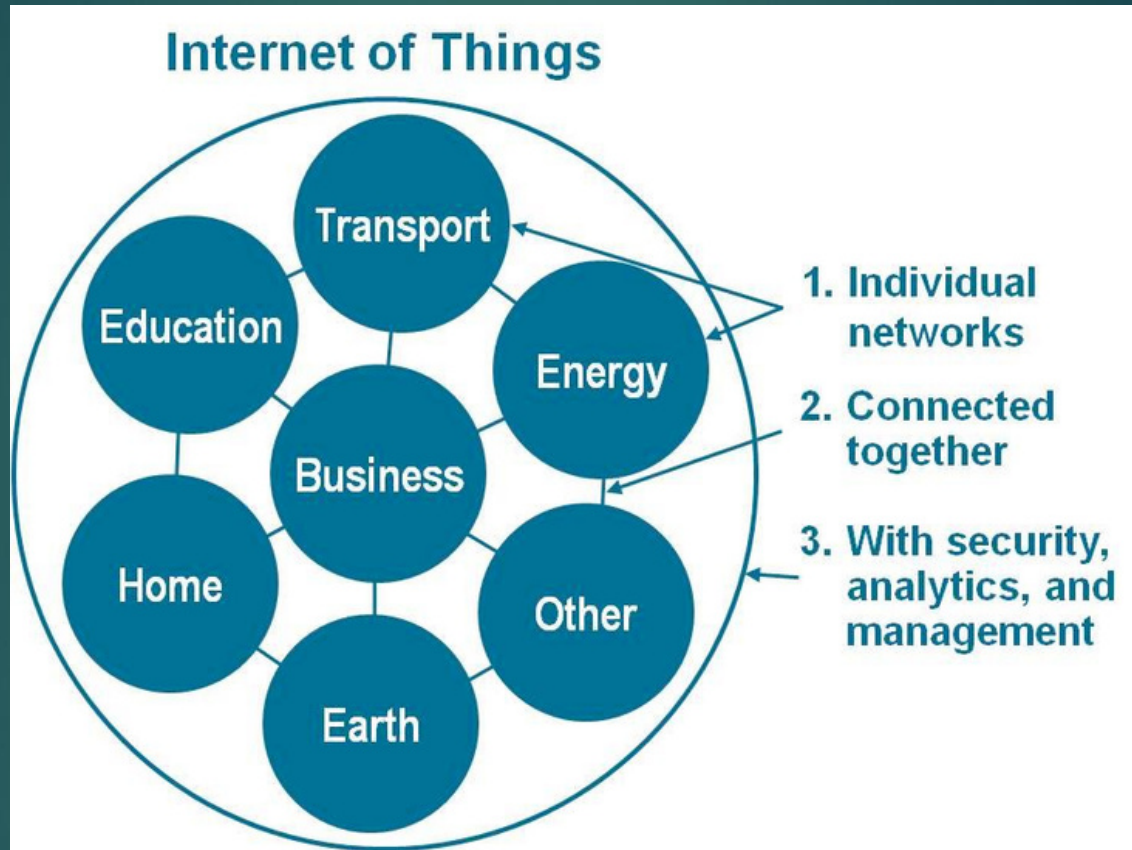 Internet of Things
Transport
Education
Energy
Business
Home
Other
Earth
1. Individual
networks
2. Connected
together
3. With security,
analytics, and
management